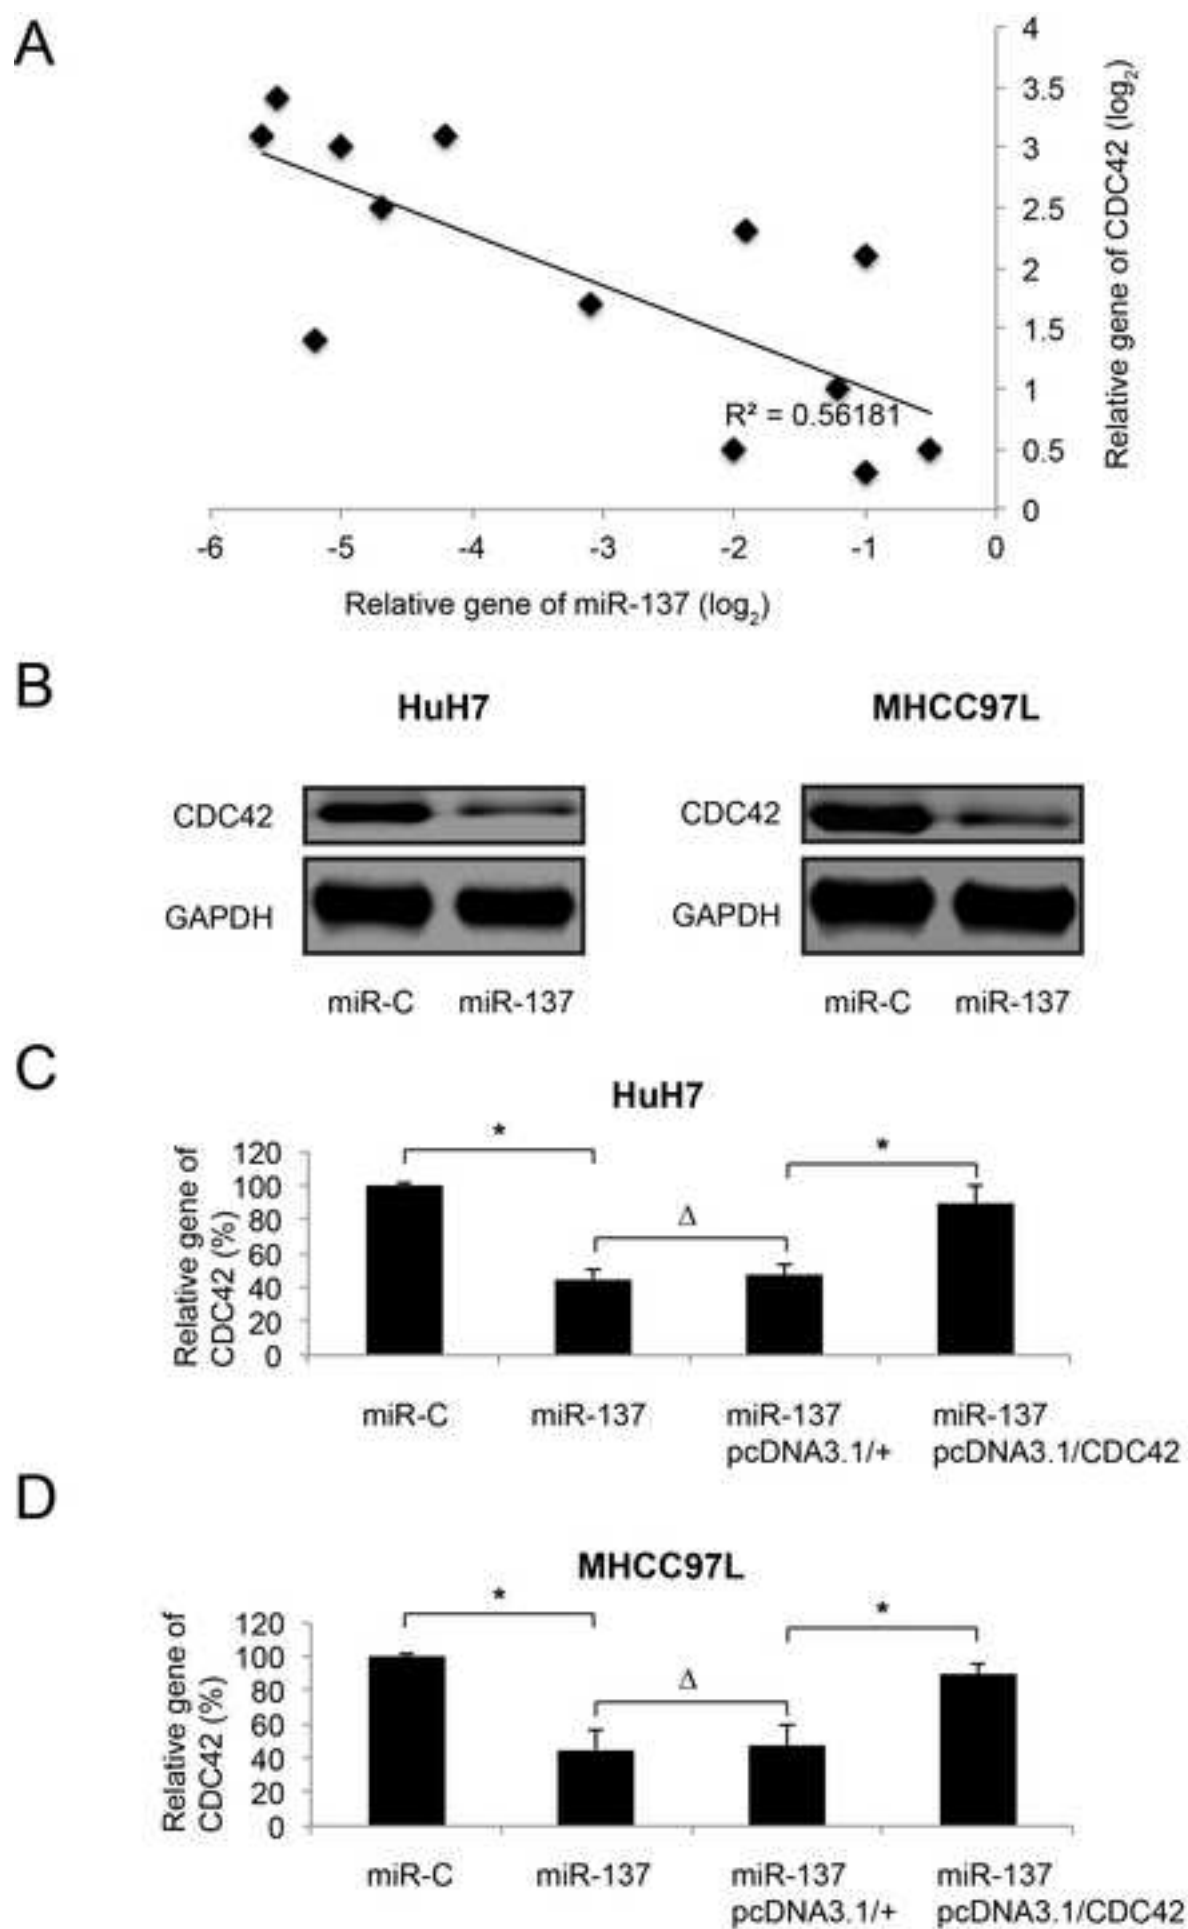 A
4
3.5
3
2.5
2
1.5
1
0.5
0
Relative gene of CDC42 (log₂)
R² = 0.56181
-6 -5 -4 -3 -2 -1 0
Relative gene of miR-137 (log₂)
B
HuH7 MHCC97L
CDC42 CDC42
GAPDH GAPDH
miR-C miR-137 miR-C miR-137
C
HuH7
Relative gene of
CDC42 (%)
120
100
80
60
40
20
0
* Δ *
miR-C miR-137 miR-137 miR-137
pcDNA3.1/+ pcDNA3.1/CDC42
D
MHCC97L
Relative gene of
CDC42 (%)
120
100
80
60
40
20
0
* Δ *
miR-C miR-137 miR-137 miR-137
pcDNA3.1/+ pcDNA3.1/CDC42